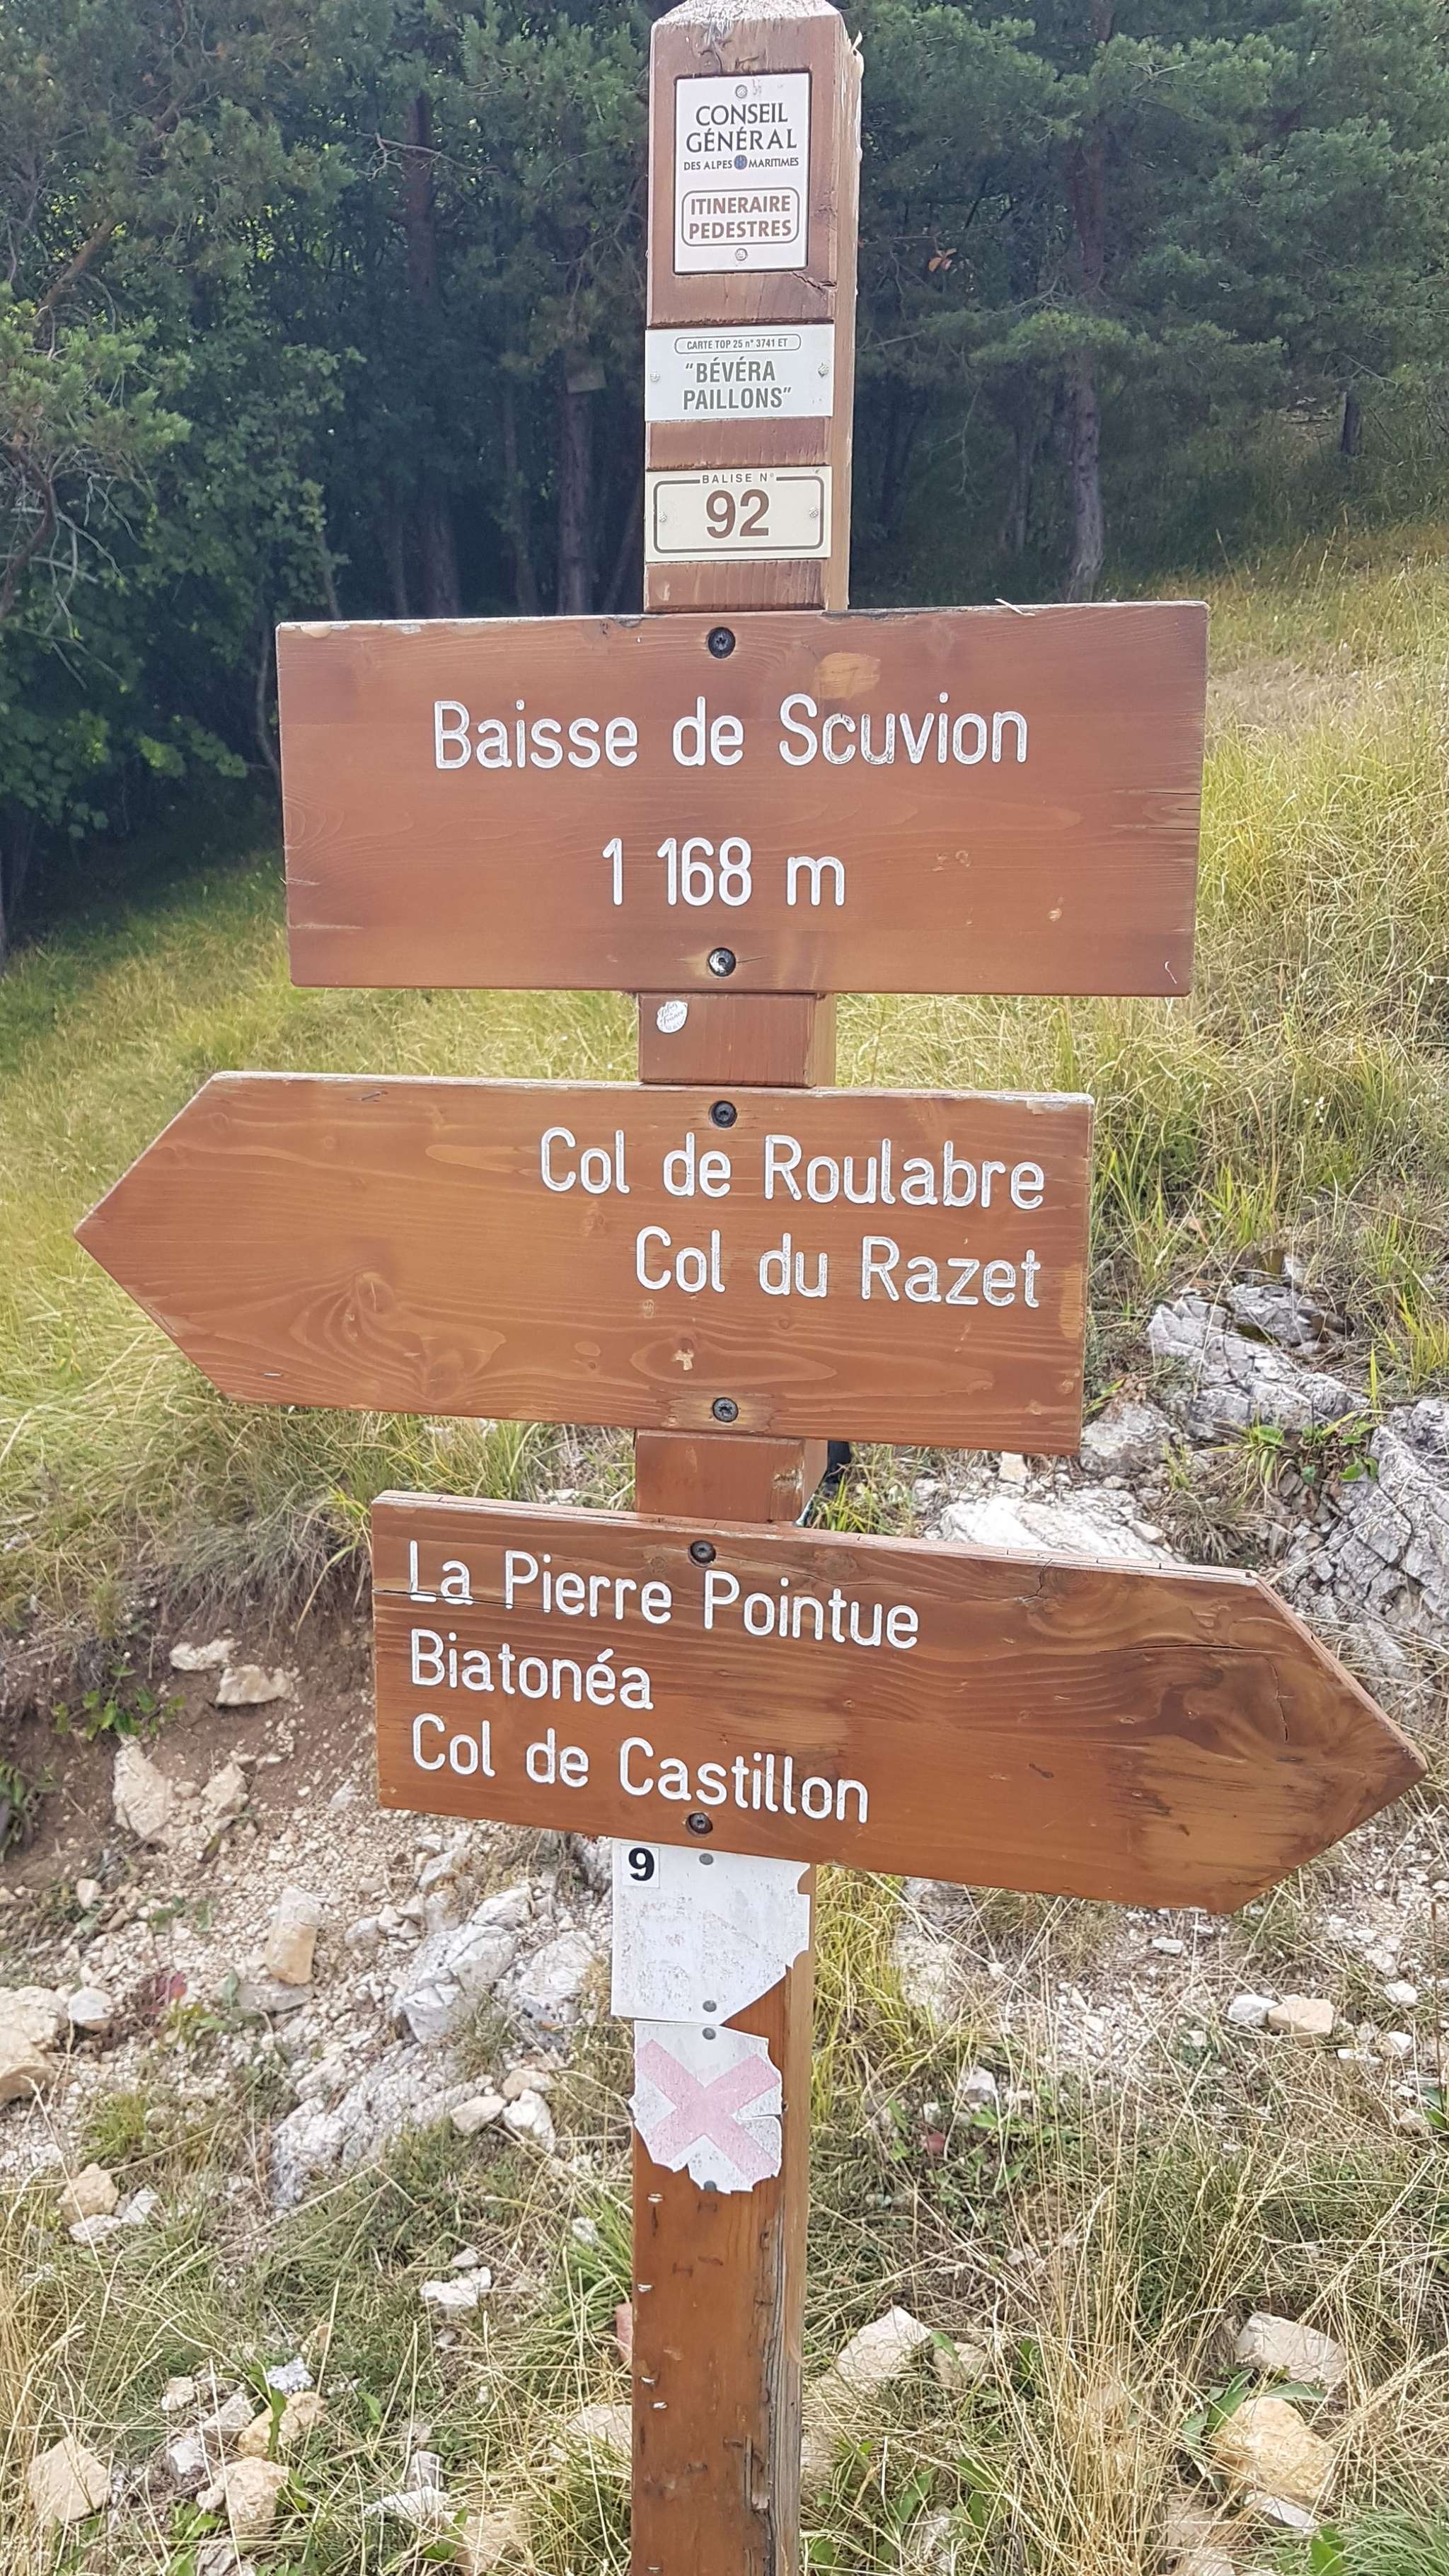 CONSEIL
GÉNÉRAL
DES ALPES MARITIMES
ITINERAIRE
PEDESTRES
CARTE TOP 25 n° 3741 ET
"BÉVÉRA
PAILLONS"
BALISE N°
92
Baisse de Scuvion
1 168 m
Col de Roulabre
Col du Razet
La Pierre Pointue
Biatonéa
Col de Castillon
9